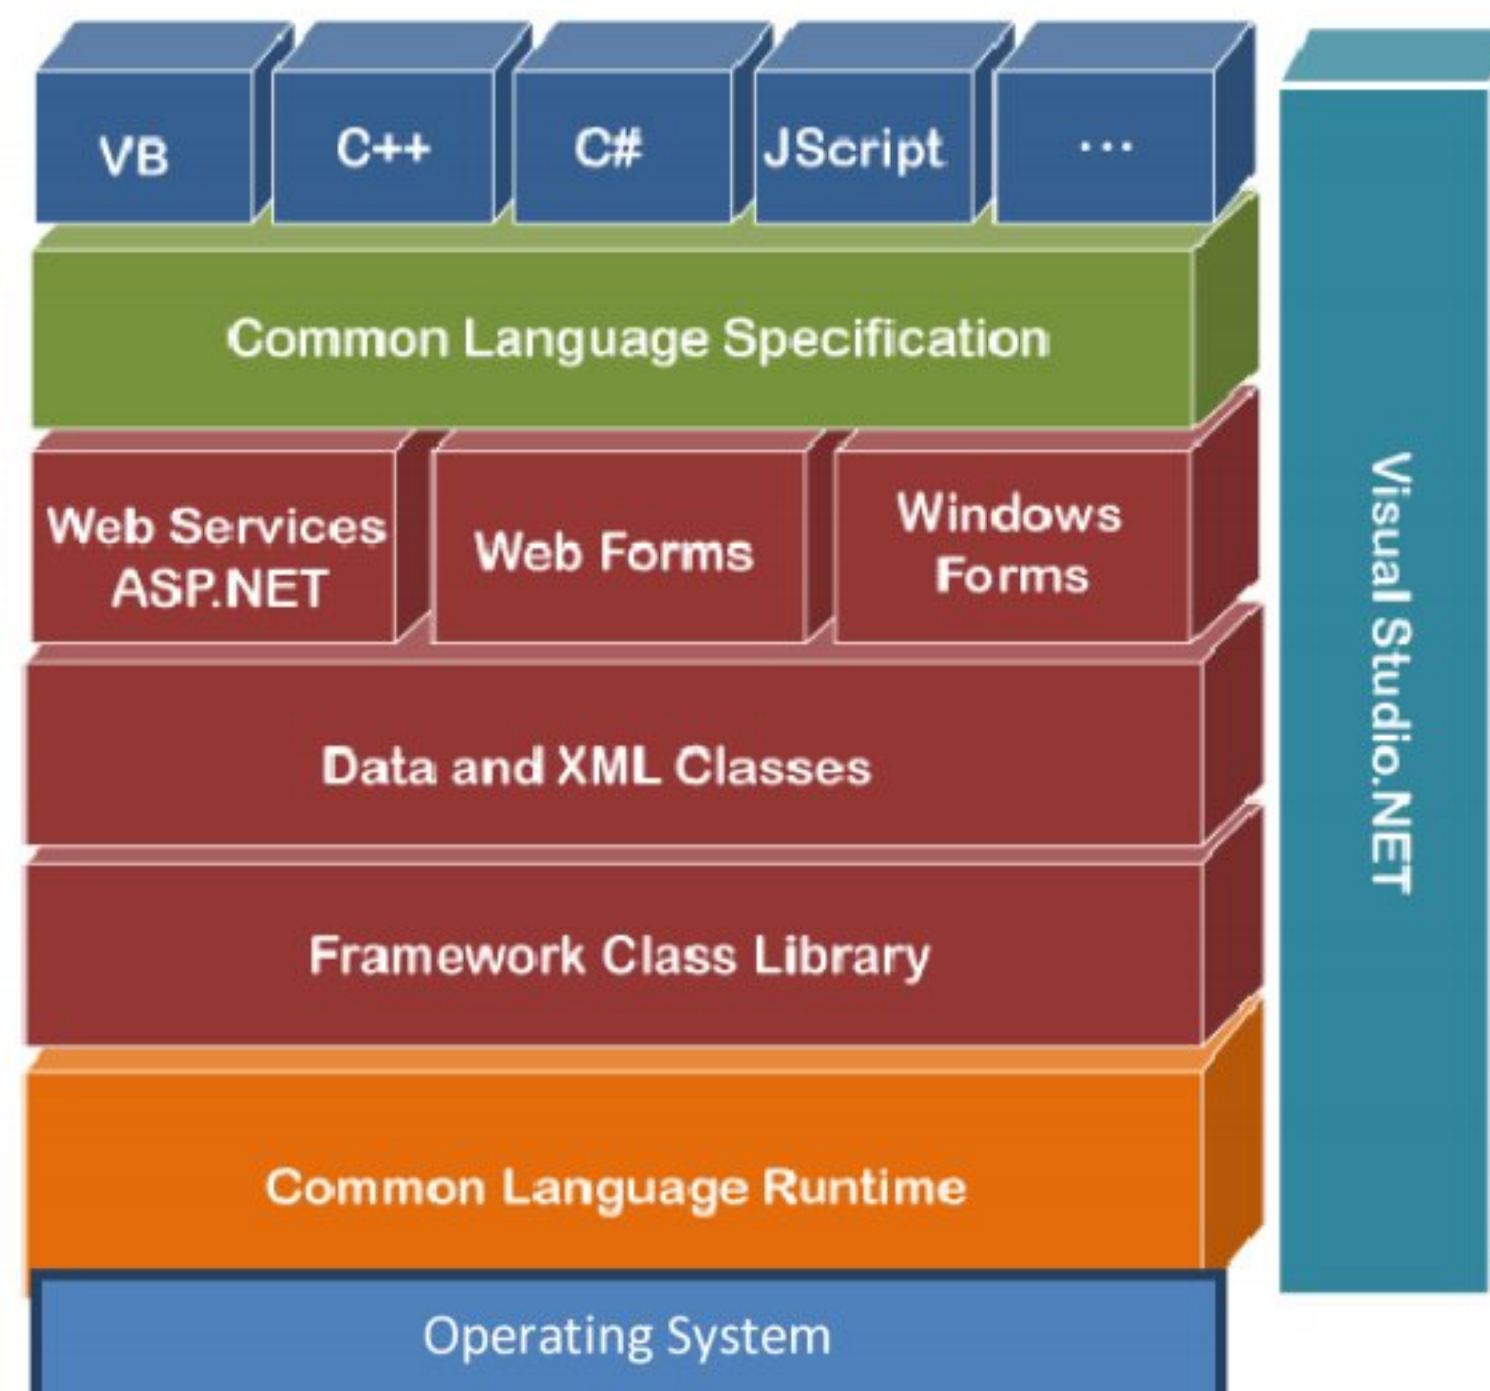 VB
C++
C#
JScript
...
Common Language Specification
Web Services
ASP.NET
Web Forms
Windows
Forms
Data and XML Classes
Framework Class Library
Common Language Runtime
Operating System
Visual Studio.NET